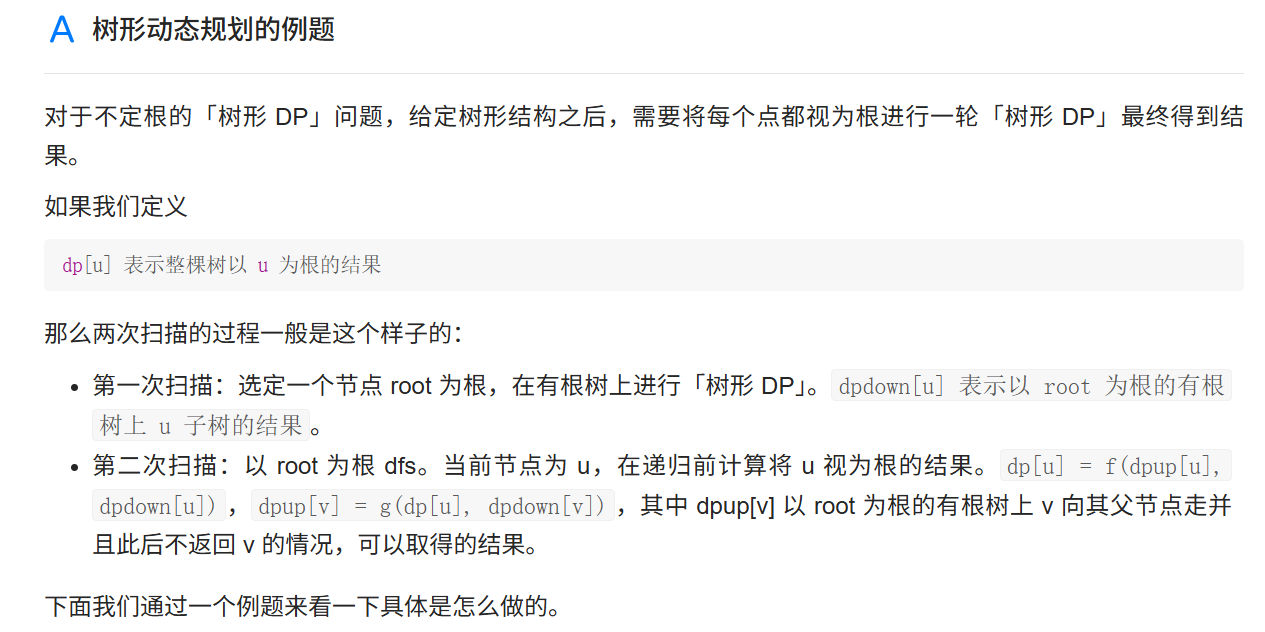 A 树形动态规划的例题
对于不定根的「树形 DP」问题，给定树形结构之后，需要将每个点都视为根进行一轮「树形 DP」最终得到结
果。
如果我们定义
dp[u] 表示整棵树以 u 为根的结果
那么两次扫描的过程一般是这个样子的：
• 第一次扫描：选定一个节点 root 为根，在有根树上进行「树形 DP」。dpdown[u] 表示以 root 为根的有根
树上 u 子树的结果 。
• 第二次扫描：以 root 为根 dfs。当前节点为 u，在递归前计算将 u 视为根的结果。dp[u] = f(dpup[u],
dpdown[u])，dpup[v] = g(dp[u], dpdown[v])，其中 dpup[v] 以 root 为根的有根树上 v 向其父节点走并
且此后不返回 v 的情况，可以取得的结果。
下面我们通过一个例题来看一下具体是怎么做的。